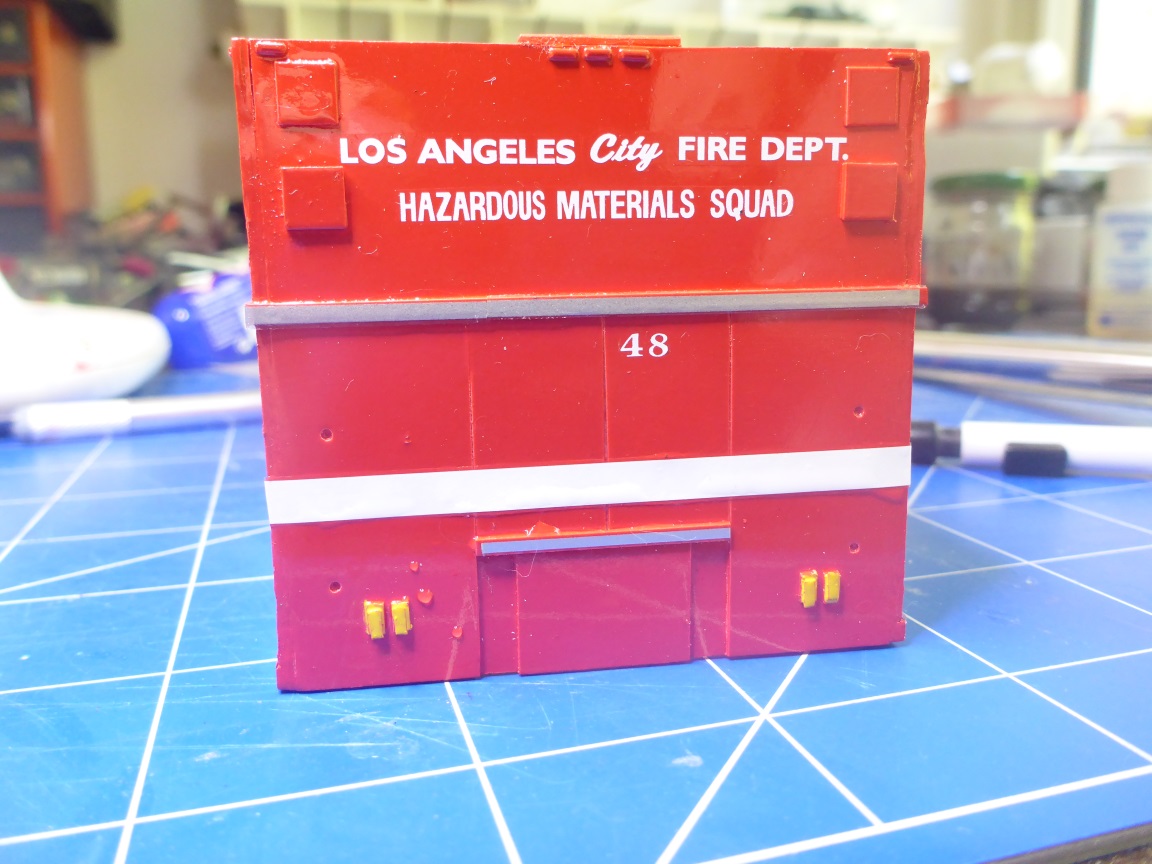 LOS ANGELES City FIRE DEPT.
HAZARDOUS MATERIALS SQUAD
48